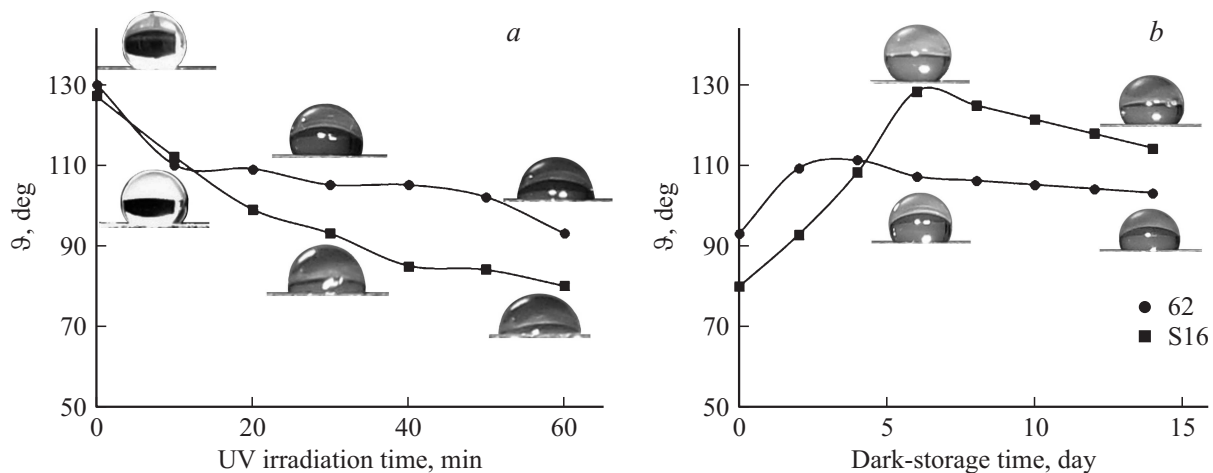 a
130
110
90
70
50
ϑ, deg
0
20
40
60
UV irradiation time, min
b
130
110
90
70
50
ϑ, deg
0
5
10
15
Dark-storage time, day
62
S16